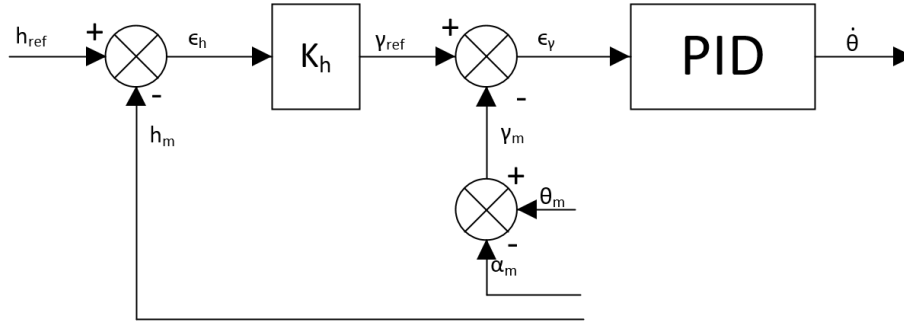 h_ref
+
-
ϵ_h
K_h
γ_ref
+
-
ϵ_γ
PID
θ̇
h_m
γ_m
+
θ_m
-
α_m